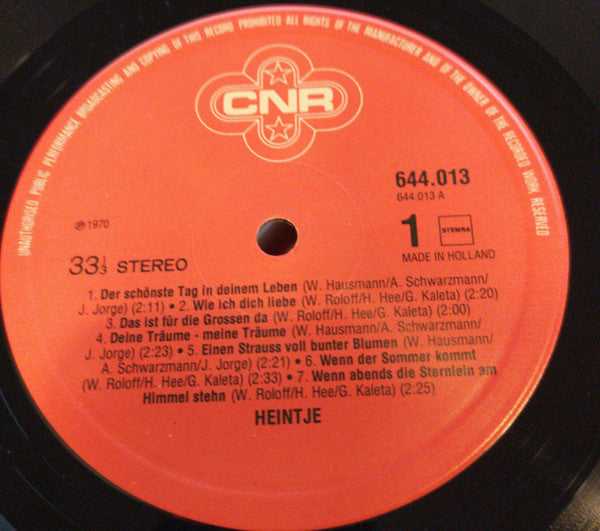 UNAUTHORISED PUBLIC PERFORMANCE BROADCASTING AND COPYING OF THIS RECORD PROHIBITED ALL RIGHTS OF THE MANUFACTURER AND OF THE OWNER OF THE RECORDED WORK RESERVED
CNR
644.013
644.013 A
℗ 1970
1
STEMRA
MADE IN HOLLAND
33⅓ STEREO
1. Der schönste Tag in deinem Leben (W. Hausmann/A. Schwarzmann/
J. Jorge) (2:11) • 2. Wie ich dich liebe (W. Roloff/H. Hee/G. Kaleta) (2:20)
3. Das ist für die Grossen da (W. Roloff/H. Hee/G. Kaleta) (2:00)
4. Deine Träume - meine Träume (W. Hausmann/A. Schwarzmann/
J. Jorge) (2:23) • 5. Einen Strauss voll bunter Blumen (W. Hausmann/
A. Schwarzmann/J. Jorge) (2:21) • 6. Wenn der Sommer kommt
(W. Roloff/H. Hee/G. Kaleta) (2:33) • 7. Wenn abends die Sternlein am
Himmel stehn (W. Roloff/H. Hee/G. Kaleta) (2:25)
HEINTJE